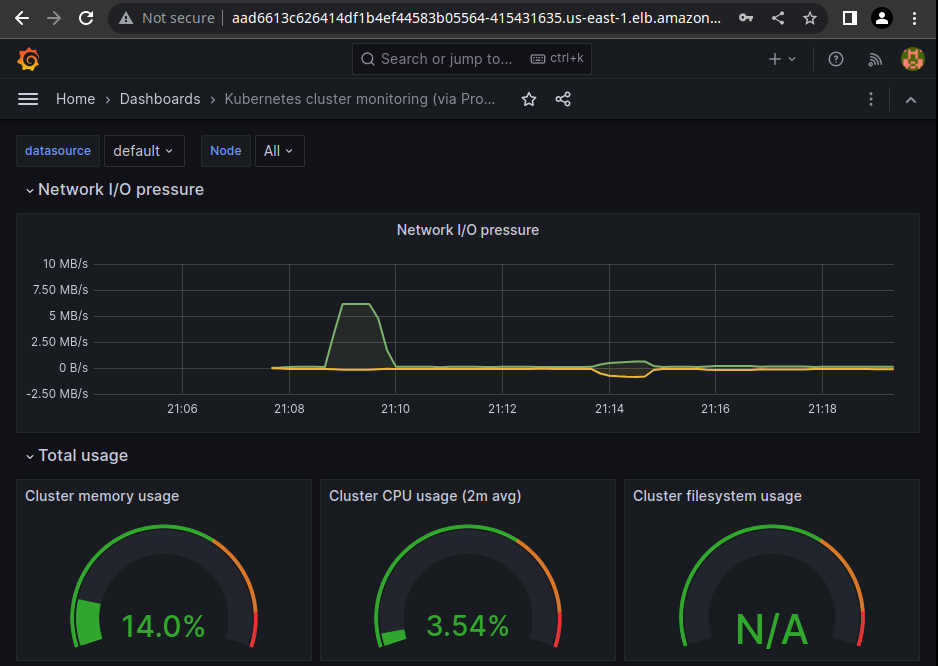 Not secure aad6613c626414df1b4ef44583b05564-415431635.us-east-1.elb.amazon...
Search or jump to... ctrl+k
Home › Dashboards › Kubernetes cluster monitoring (via Pro...
datasource default Node All
Network I/O pressure
Network I/O pressure
10 MB/s
7.50 MB/s
5 MB/s
2.50 MB/s
0 B/s
-2.50 MB/s
21:06 21:08 21:10 21:12 21:14 21:16 21:18
Total usage
Cluster memory usage Cluster CPU usage (2m avg) Cluster filesystem usage
14.0% 3.54% N/A